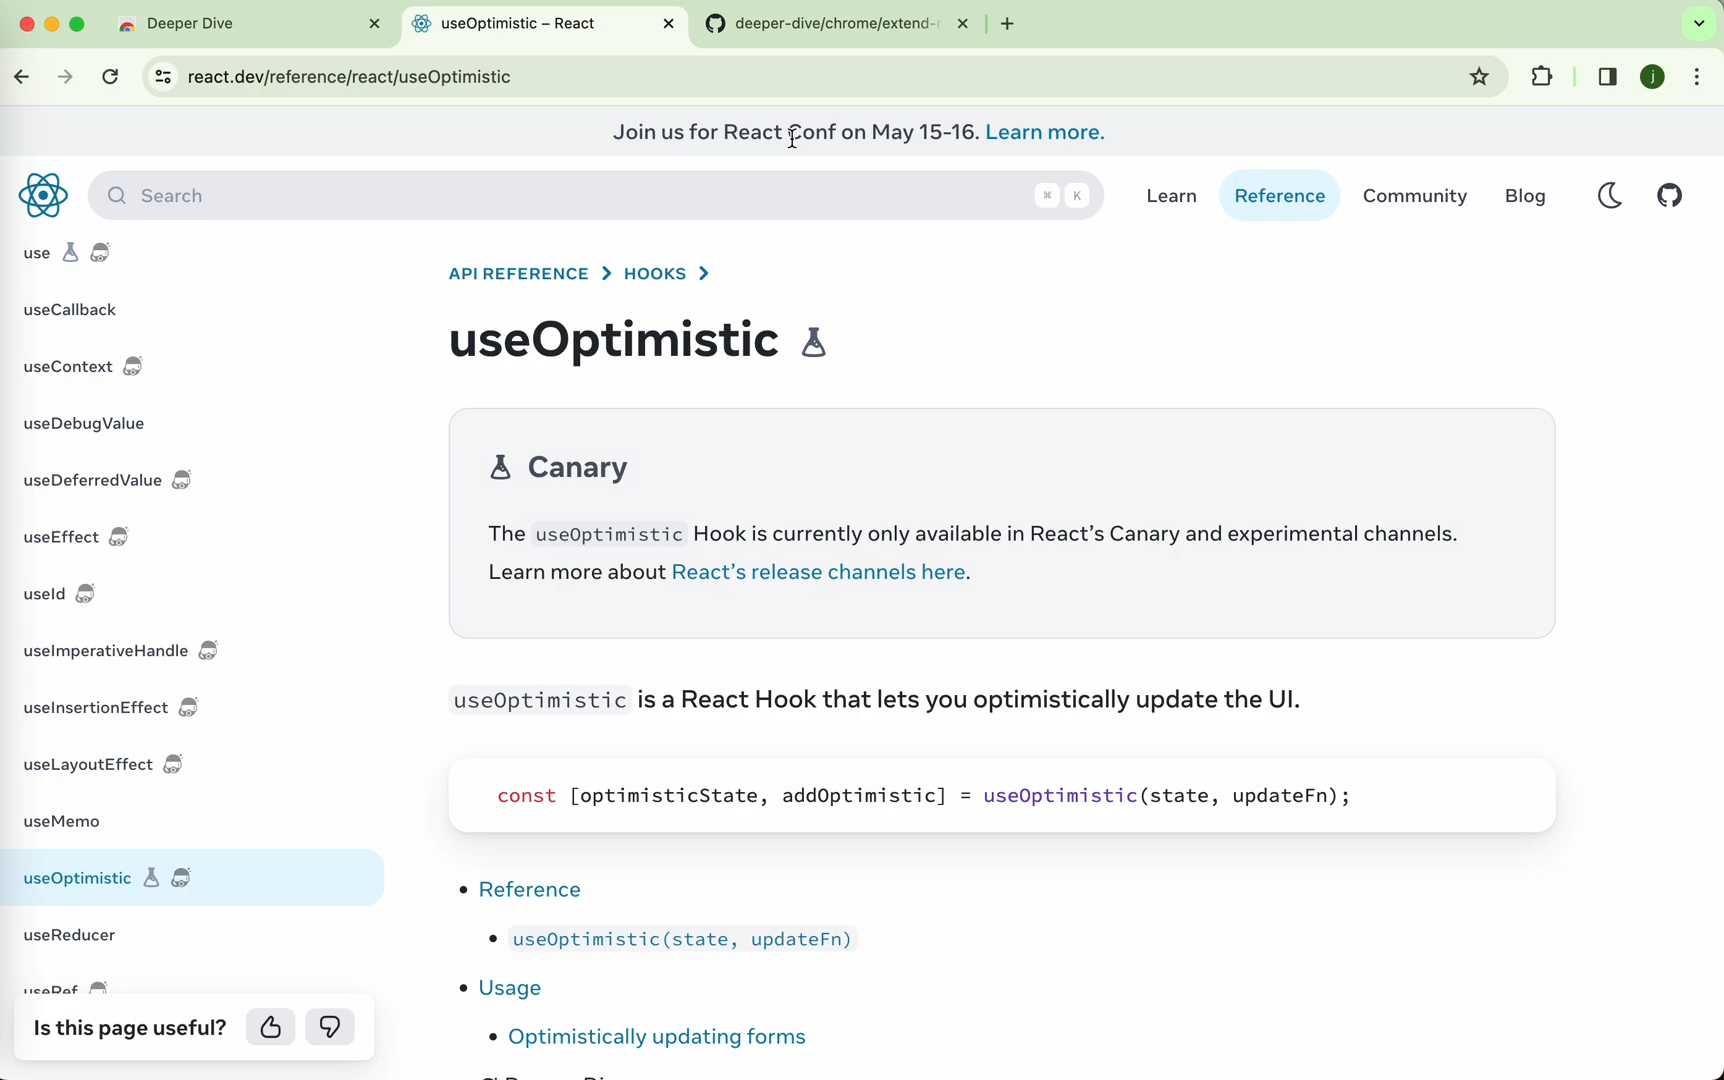 Deeper Dive
useOptimistic – React
deeper-dive/chrome/extend-
react.dev/reference/react/useOptimistic
j
Join us for React Conf on May 15-16. Learn more.
Search
⌘ K
Learn
Reference
Community
Blog
use
useCallback
useContext
useDebugValue
useDeferredValue
useEffect
useId
useImperativeHandle
useInsertionEffect
useLayoutEffect
useMemo
useOptimistic
useReducer
useRef
Is this page useful?
API REFERENCE > HOOKS >
useOptimistic
Canary
The useOptimistic Hook is currently only available in React’s Canary and experimental channels.
Learn more about React’s release channels here.
useOptimistic is a React Hook that lets you optimistically update the UI.
const [optimisticState, addOptimistic] = useOptimistic(state, updateFn);
• Reference
• useOptimistic(state, updateFn)
• Usage
• Optimistically updating forms